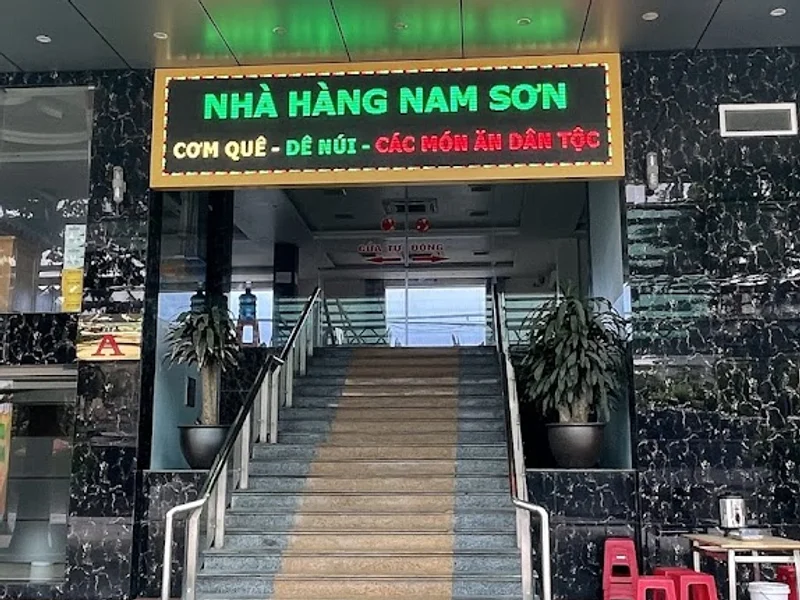 NHÀ HÀNG NAM SƠN
CƠM QUÊ - DÊ NÚI - CÁC MÓN ĂN DÂN TỘC
CỬA TỰ ĐỘNG
A